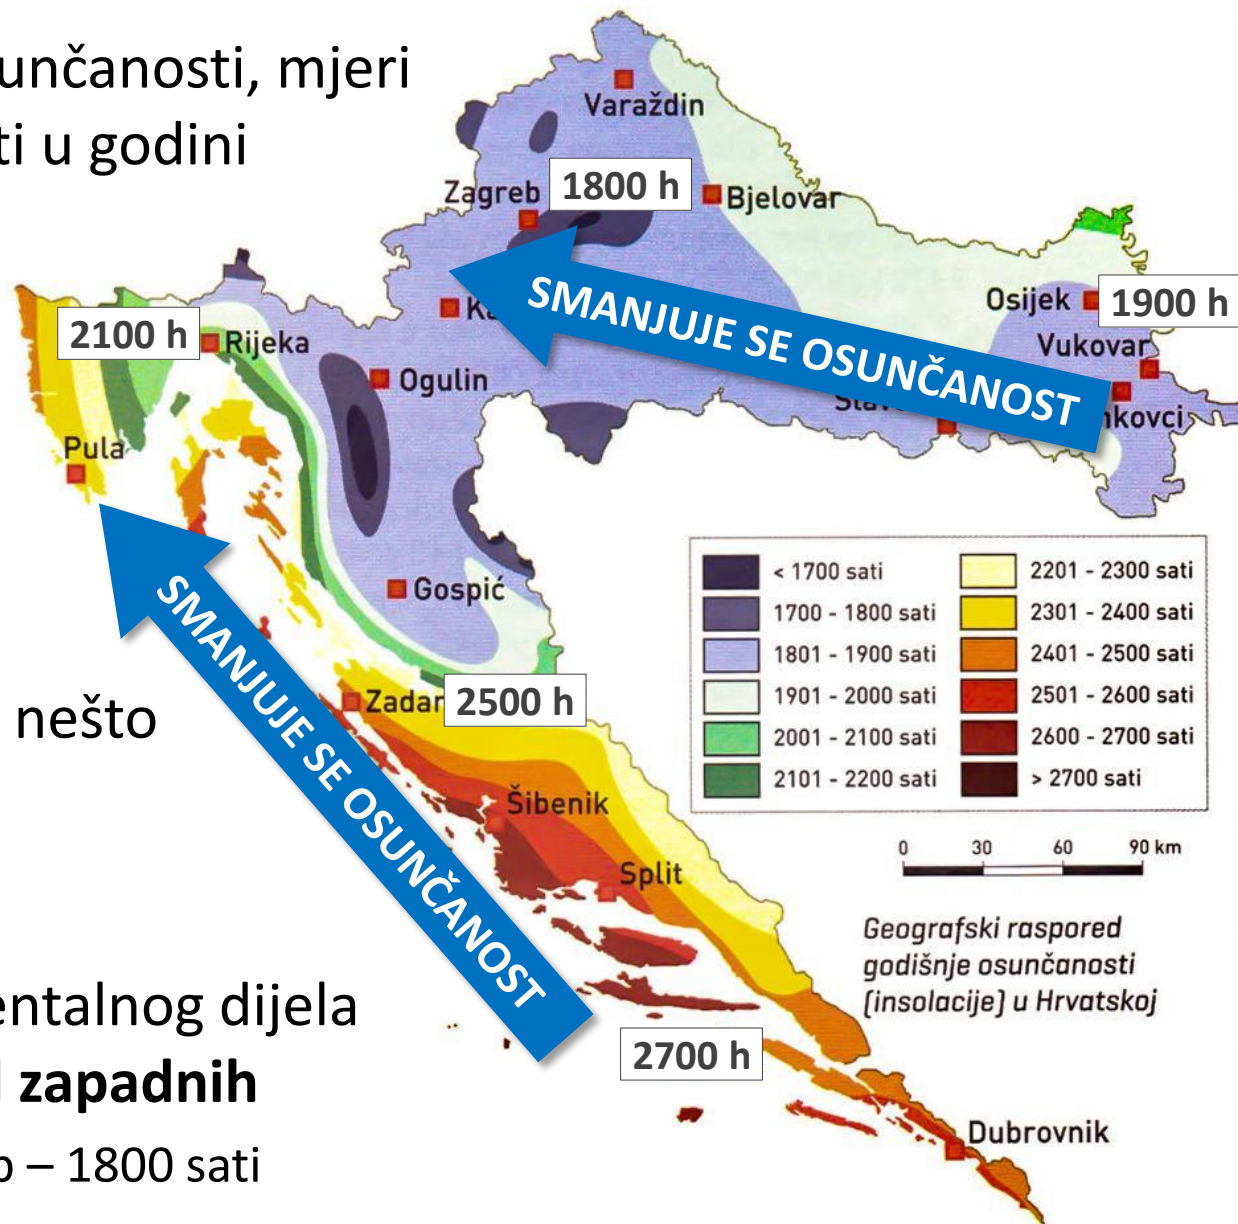 unčanosti, mjeri
ti u godini
Varaždin
Zagreb
1800 h
Bjelovar
Osijek
1900 h
Vukovar
SMANJUJE SE OSUNČANOST
2100 h
Rijeka
Ogulin
nkovci
Pula
Gospić
SMANJUJE SE OSUNČANOST
Zadar
2500 h
nešto
Šibenik
Split
< 1700 sati
1700 - 1800 sati
1801 - 1900 sati
1901 - 2000 sati
2001 - 2100 sati
2101 - 2200 sati
2201 - 2300 sati
2301 - 2400 sati
2401 - 2500 sati
2501 - 2600 sati
2600 - 2700 sati
> 2700 sati
0 30 60 90 km
Geografski raspored
godišnje osunčanosti
(insolacije) u Hrvatskoj
entalnog dijela
zapadnih
– 1800 sati
2700 h
Dubrovnik